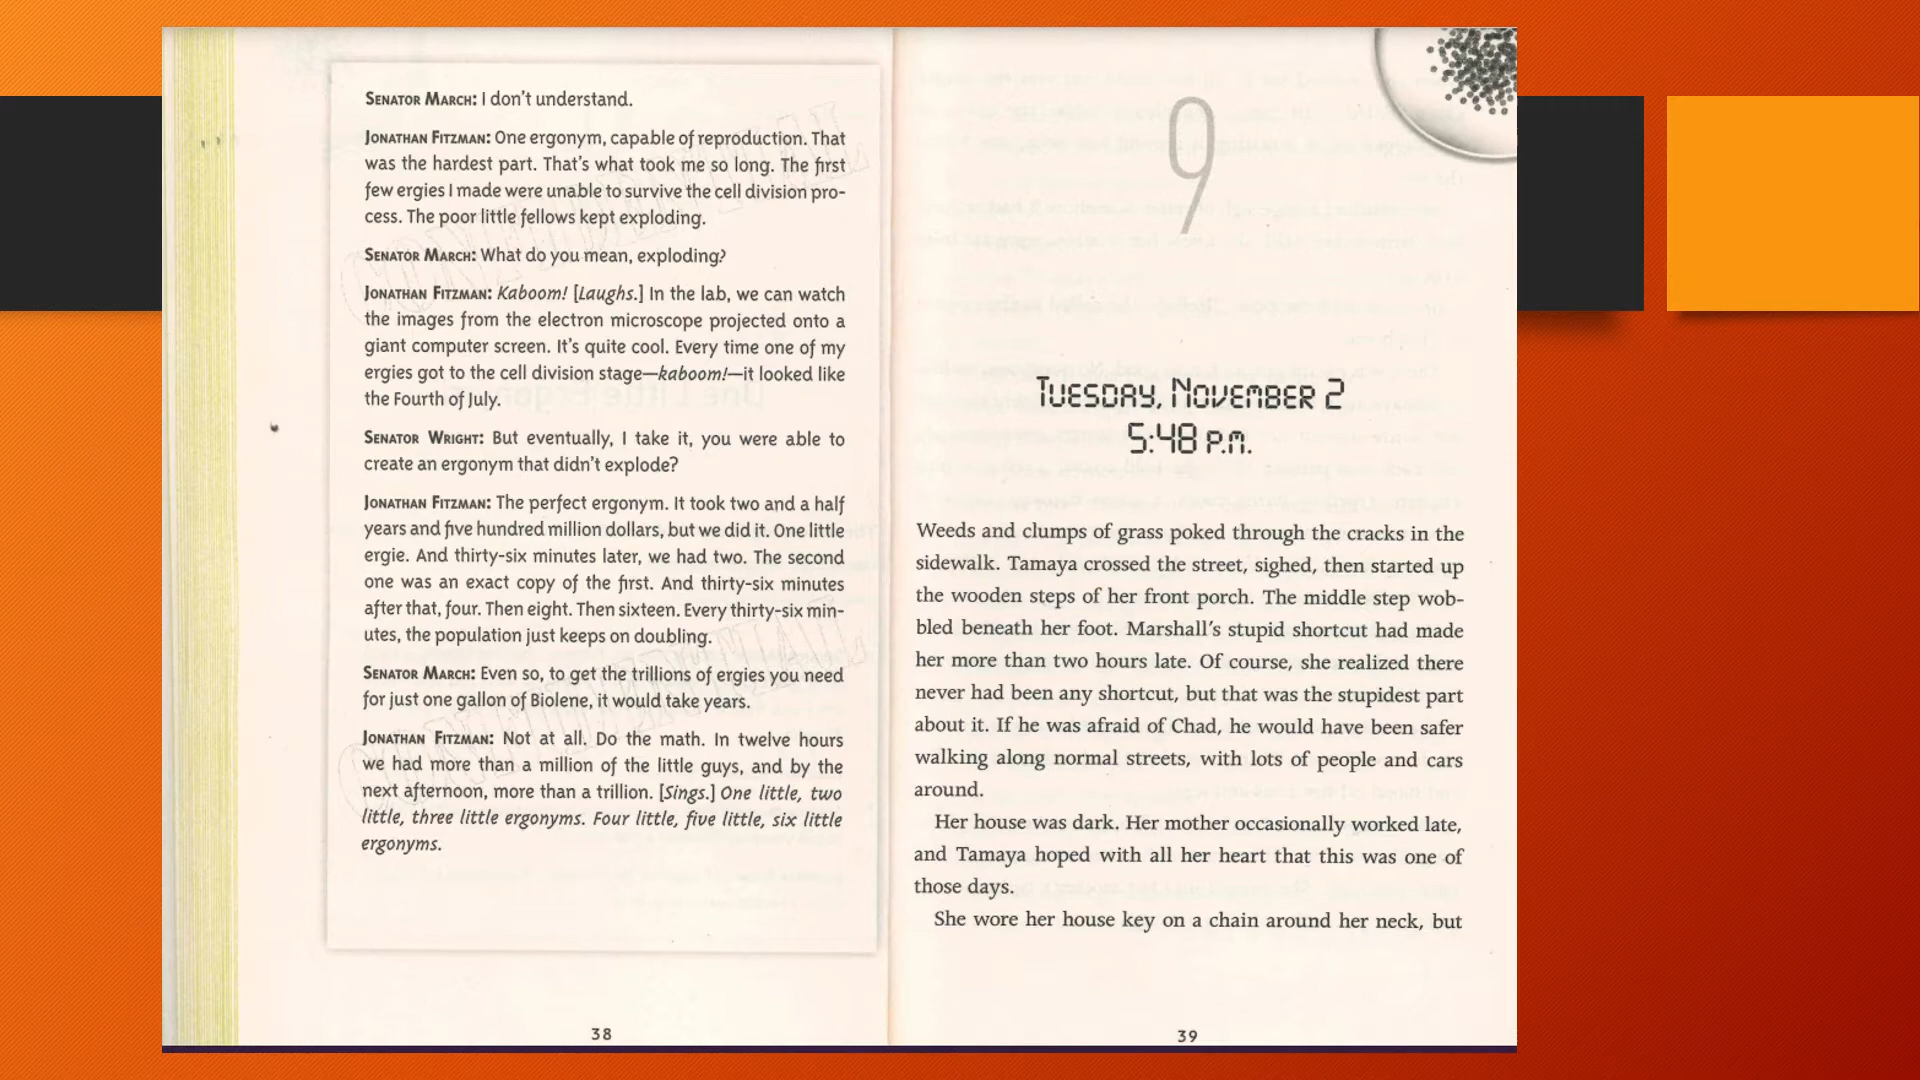 SENATOR MARCH: I don't understand.
JONATHAN FITZMAN: One ergonym, capable of reproduction. That
was the hardest part. That's what took me so long. The first
few ergies I made were unable to survive the cell division pro-
cess. The poor little fellows kept exploding.
SENATOR MARCH: What do you mean, exploding?
JONATHAN FITZMAN: Kaboom! [Laughs.] In the lab, we can watch
the images from the electron microscope projected onto a
giant computer screen. It's quite cool. Every time one of my
ergies got to the cell division stage—kaboom!—it looked like
the Fourth of July.
SENATOR WRIGHT: But eventually, I take it, you were able to
create an ergonym that didn't explode?
JONATHAN FITZMAN: The perfect ergonym. It took two and a half
years and five hundred million dollars, but we did it. One little
ergie. And thirty-six minutes later, we had two. The second
one was an exact copy of the first. And thirty-six minutes
after that, four. Then eight. Then sixteen. Every thirty-six min-
utes, the population just keeps on doubling.
SENATOR MARCH: Even so, to get the trillions of ergies you need
for just one gallon of Biolene, it would take years.
JONATHAN FITZMAN: Not at all. Do the math. In twelve hours
we had more than a million of the little guys, and by the
next afternoon, more than a trillion. [Sings.] One little, two
little, three little ergonyms. Four little, five little, six little
ergonyms.
38
9
TUESDAY, NOVEMBER 2
5:48 P.M.
Weeds and clumps of grass poked through the cracks in the
sidewalk. Tamaya crossed the street, sighed, then started up
the wooden steps of her front porch. The middle step wob-
bled beneath her foot. Marshall's stupid shortcut had made
her more than two hours late. Of course, she realized there
never had been any shortcut, but that was the stupidest part
about it. If he was afraid of Chad, he would have been safer
walking along normal streets, with lots of people and cars
around.
Her house was dark. Her mother occasionally worked late,
and Tamaya hoped with all her heart that this was one of
those days.
She wore her house key on a chain around her neck, but
39